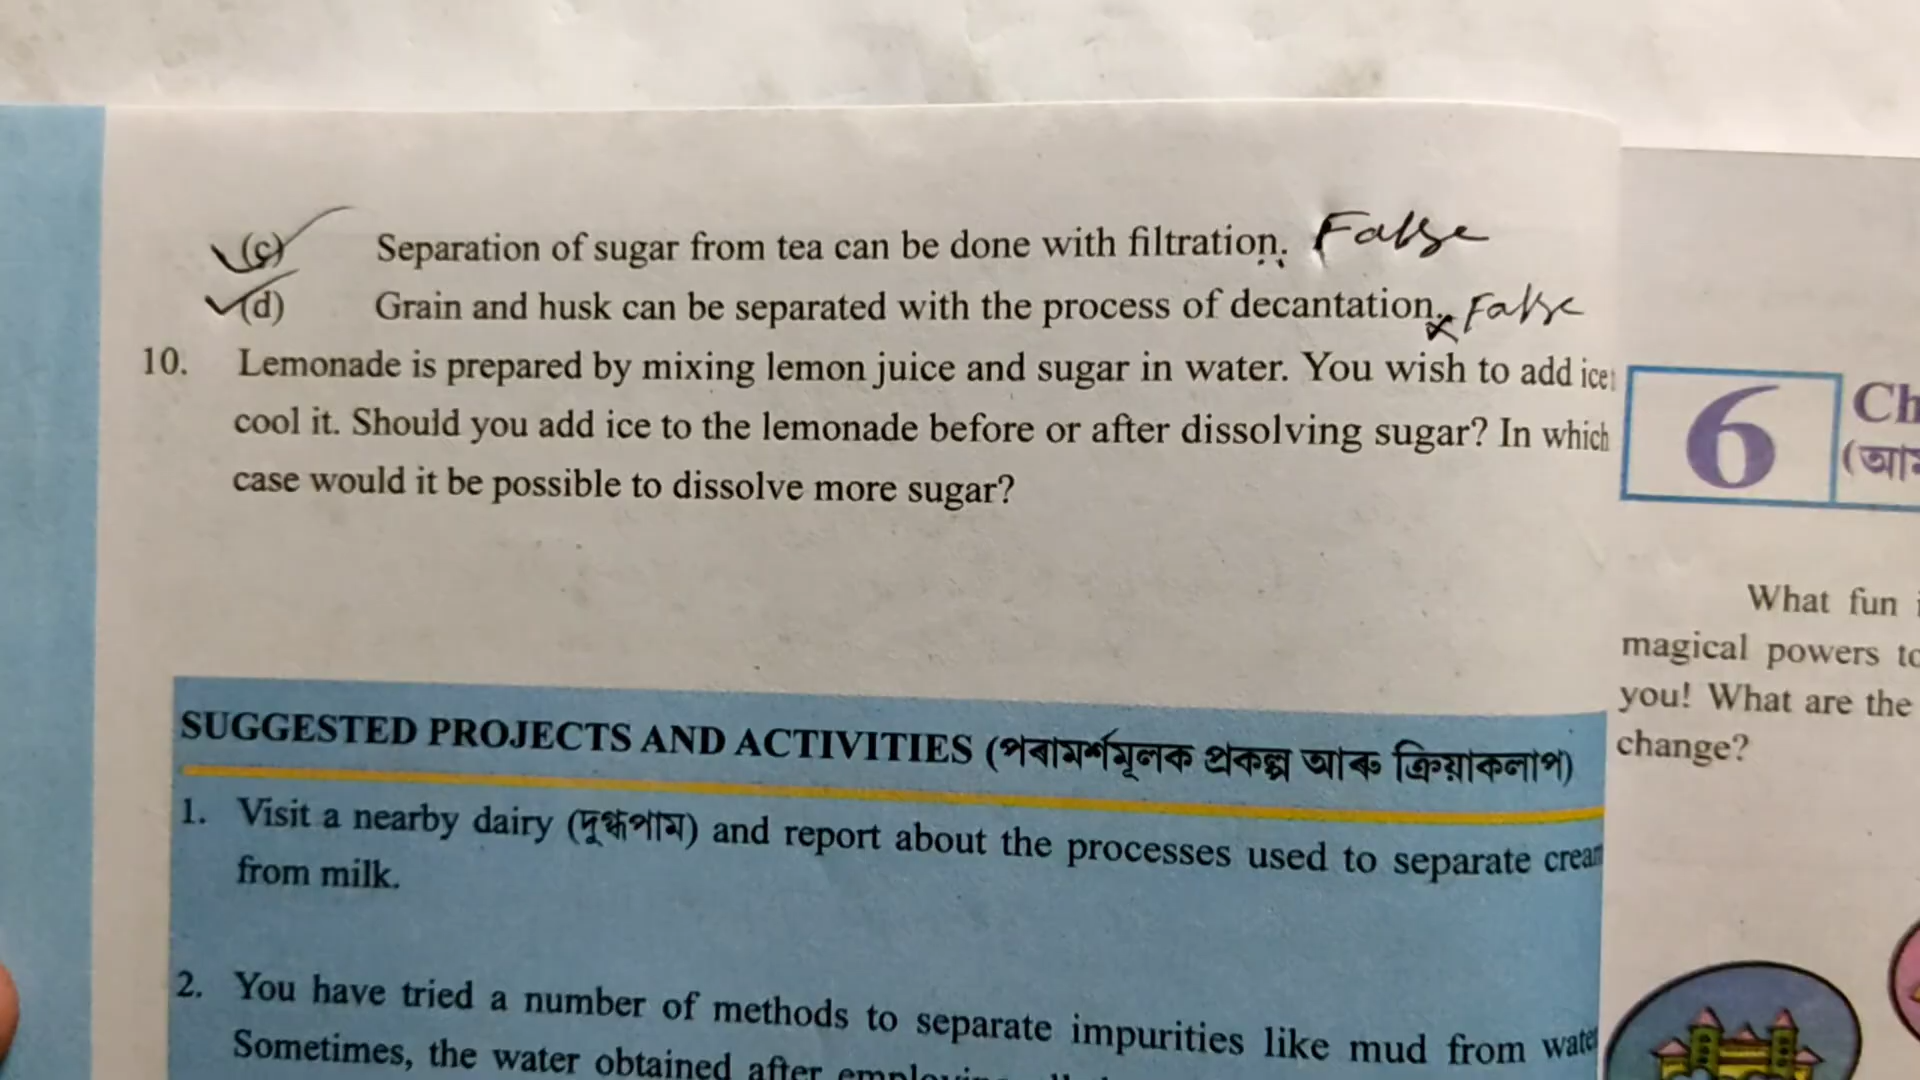 (c) Separation of sugar from tea can be done with filtration. False
(d) Grain and husk can be separated with the process of decantation. False
10. Lemonade is prepared by mixing lemon juice and sugar in water. You wish to add ice
cool it. Should you add ice to the lemonade before or after dissolving sugar? In which
case would it be possible to dissolve more sugar?
SUGGESTED PROJECTS AND ACTIVITIES (পৰামৰ্শমূলক প্ৰকল্প আৰু ক্ৰিয়াকলাপ)
1. Visit a nearby dairy (দুগ্ধপাম) and report about the processes used to separate
from milk.
2. You have tried a number of methods to separate impurities like mud from water
Sometimes, the water obtained after
6
Ch
What fun
magical powers to
you! What are the
change?